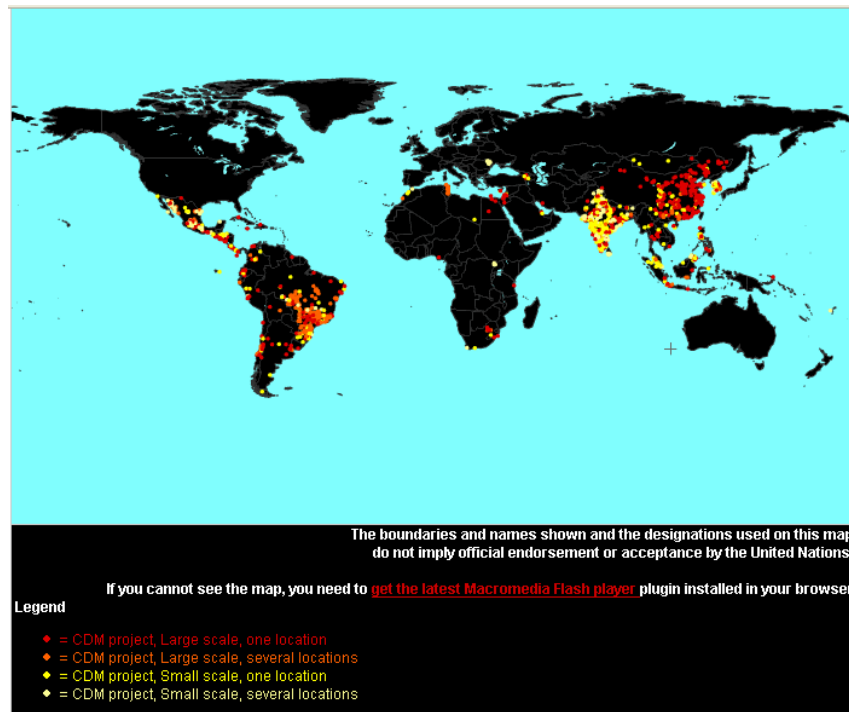 The boundaries and names shown and the designations used on this map
do not imply official endorsement or acceptance by the United Nations
If you cannot see the map, you need to get the latest Macromedia Flash player plugin installed in your browser
Legend
= CDM project, Large scale, one location
= CDM project, Large scale, several locations
= CDM project, Small scale, one location
= CDM project, Small scale, several locations